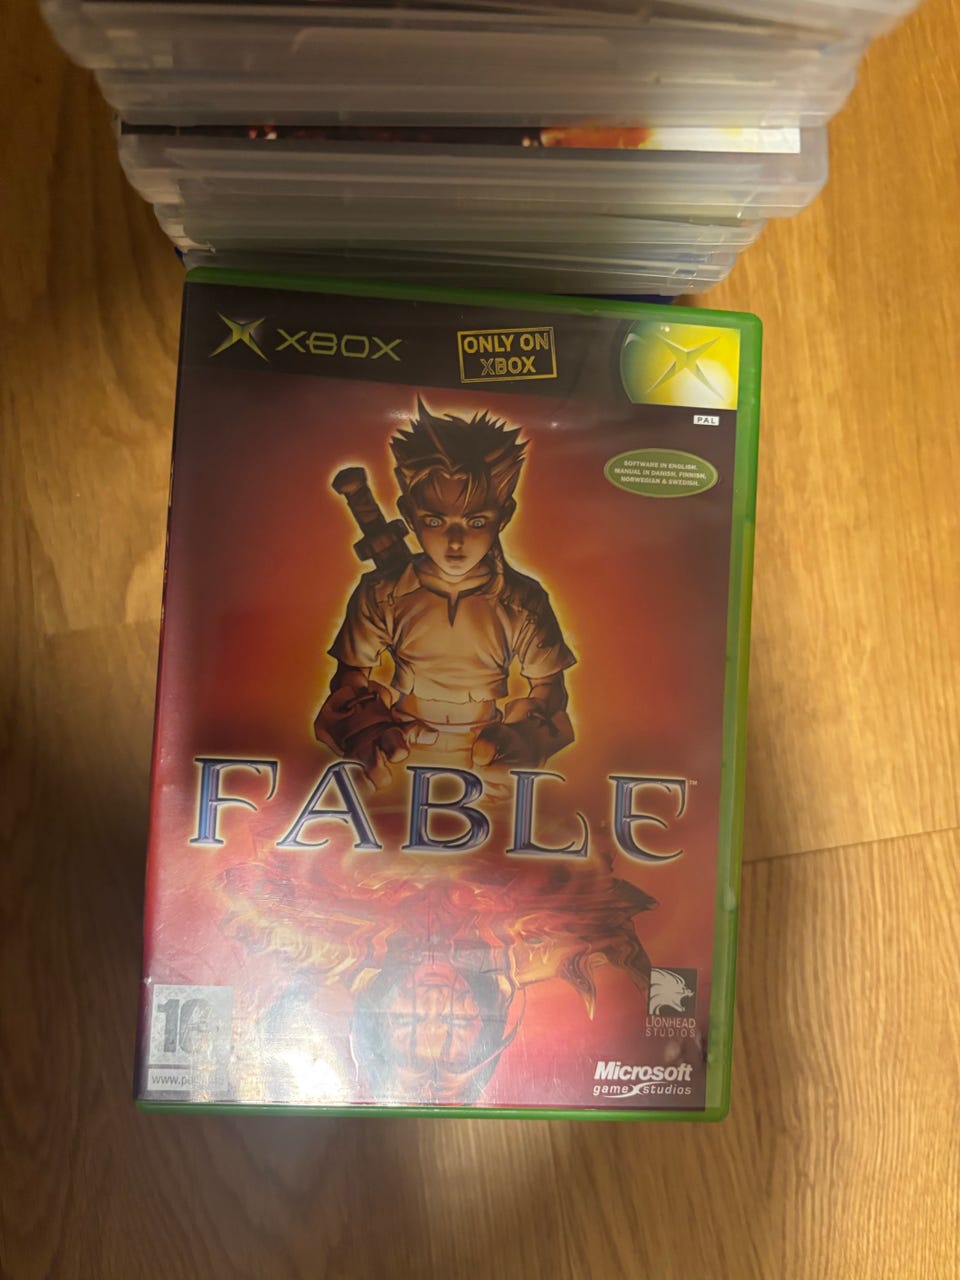 XBOX
ONLY ON
XBOX
PAL
SOFTWARE IN ENGLISH.
MANUAL IN DANISH, FINNISH,
NORWEGIAN & SWEDISH.
FABLE™
LIONHEAD
STUDIOS
Microsoft
game studios